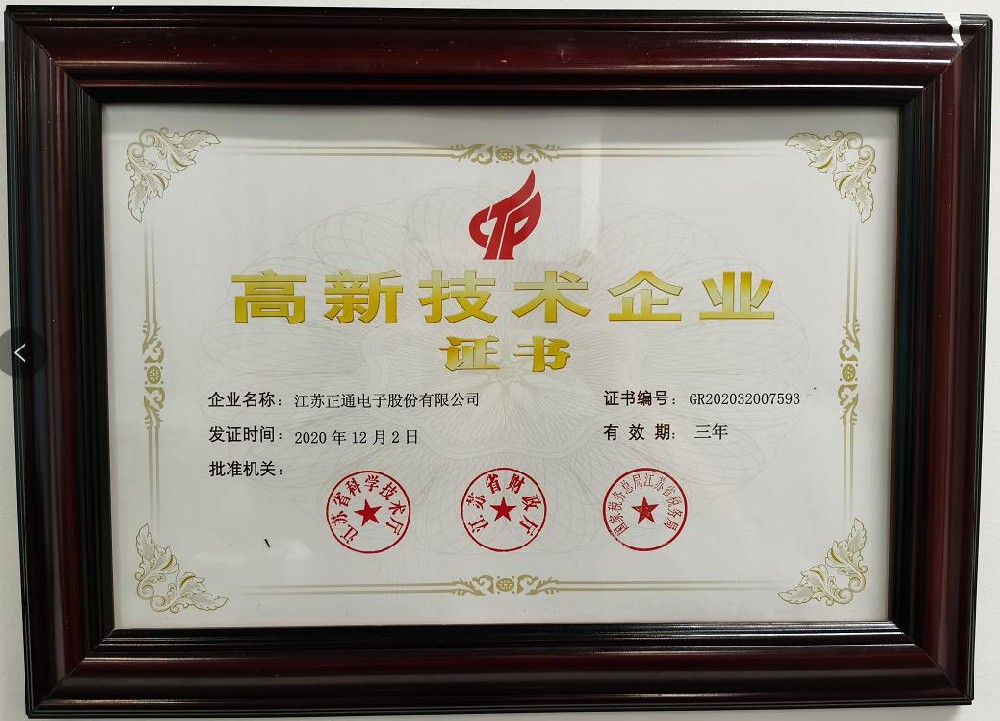 高新技术企业
证书
企业名称：江苏正通电子股份有限公司
证书编号：GR202032007593
发证时间：2020年12月2日
有效期：三年
批准机关：
江苏省科学技术厅
江苏省财政厅
国家税务总局江苏省税务局